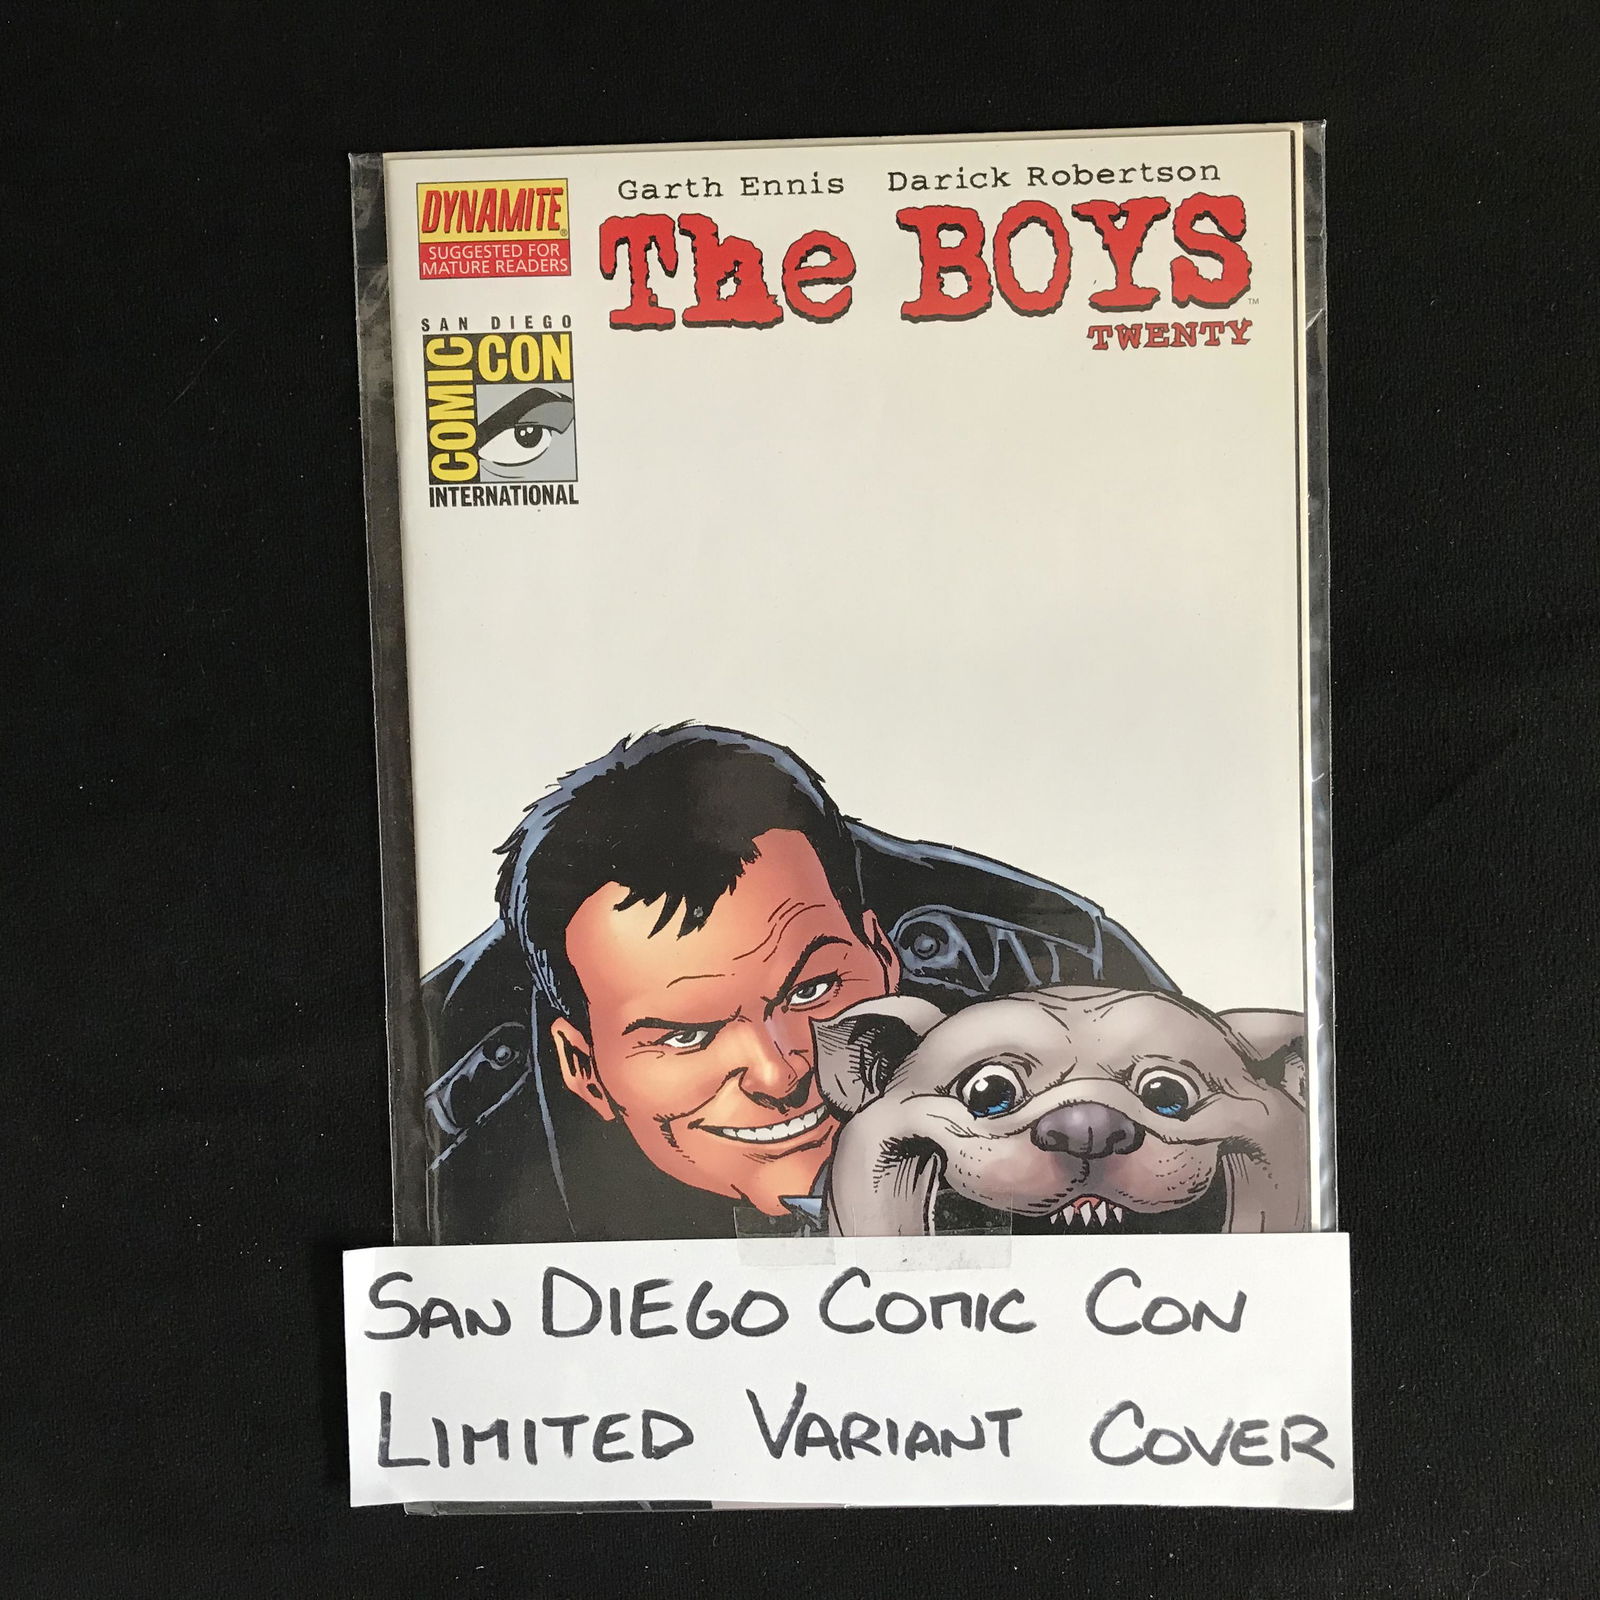 Garth Ennis Darick Robertson
DYNAMITE®
SUGGESTED FOR
MATURE READERS
The BOYS™
TWENTY
SAN DIEGO
COMIC CON
INTERNATIONAL
SAN DIEGO COMIC CON
LIMITED VARIANT COVER